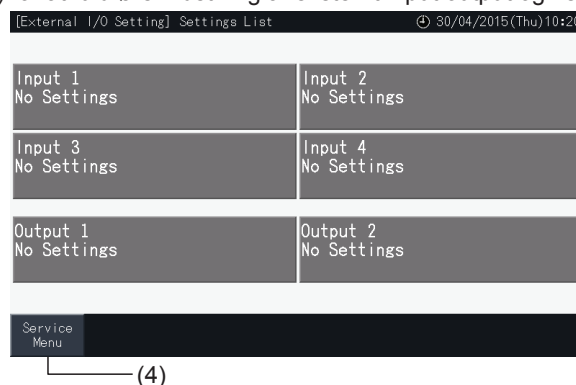 [External I/O Setting] Settings List 30/04/2015(Thu)10:20
Input 1
No Settings
Input 2
No Settings
Input 3
No Settings
Input 4
No Settings
Output 1
No Settings
Output 2
No Settings
Service
Menu
(4)